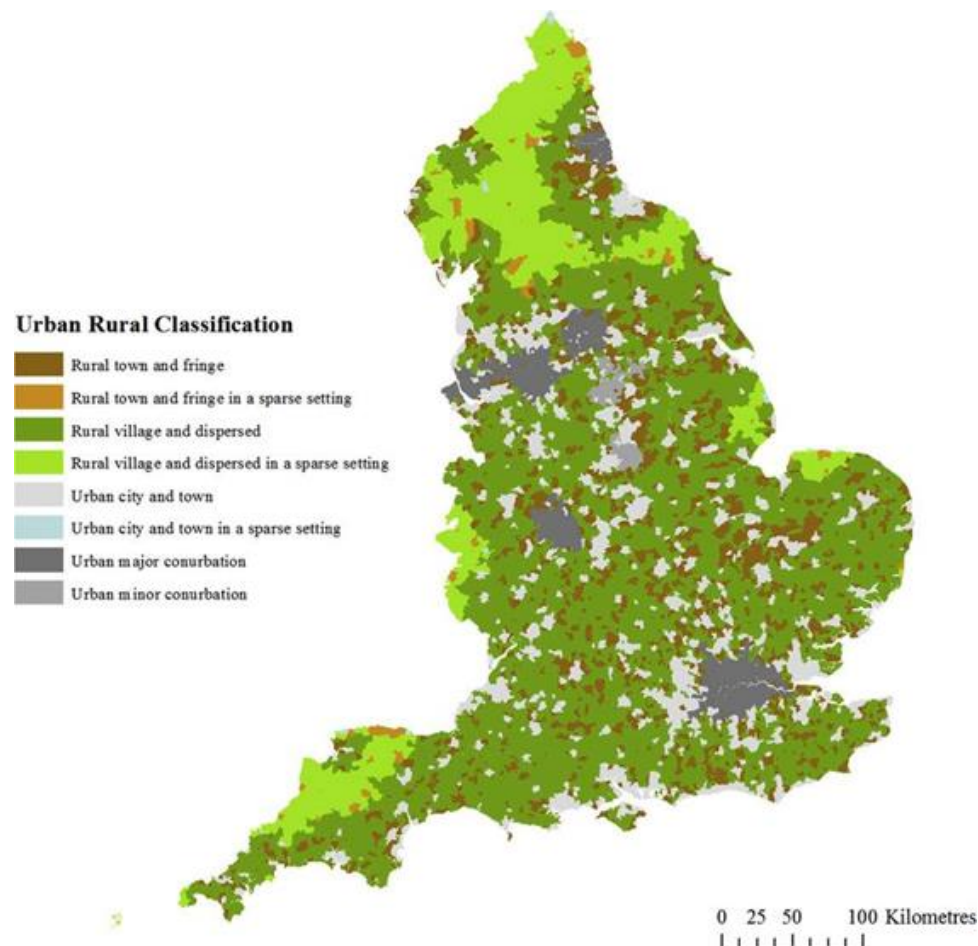 Urban Rural Classification
Rural town and fringe
Rural town and fringe in a sparse setting
Rural village and dispersed
Rural village and dispersed in a sparse setting
Urban city and town
Urban city and town in a sparse setting
Urban major conurbation
Urban minor conurbation
0 25 50 100 Kilometres